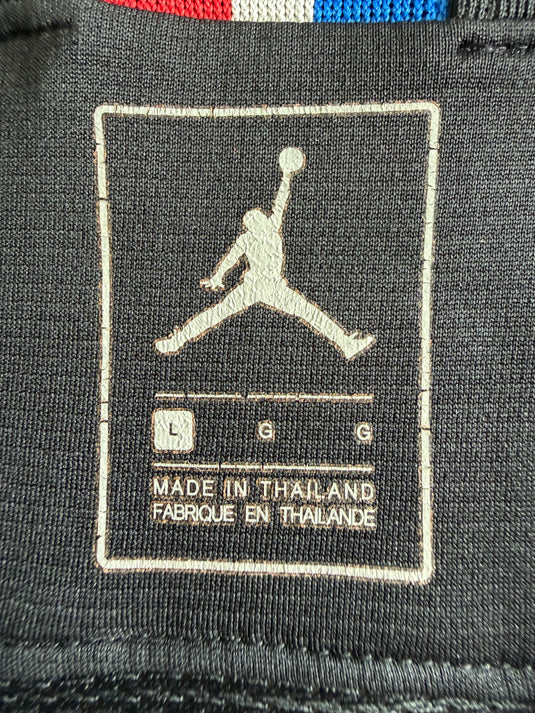 L G G
MADE IN THAILAND
FABRIQUE EN THAILANDE